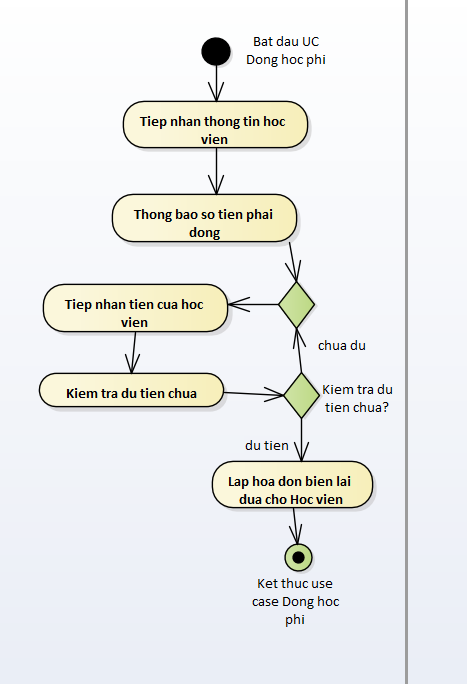 Bat dau UC
Dong hoc phi
Tiep nhan thong tin hoc
vien
Thong bao so tien phai
dong
Tiep nhan tien cua hoc
vien
chua du
Kiem tra du tien chua
Kiem tra du
tien chua?
du tien
Lap hoa don bien lai
dua cho Hoc vien
Ket thuc use
case Dong hoc
phi